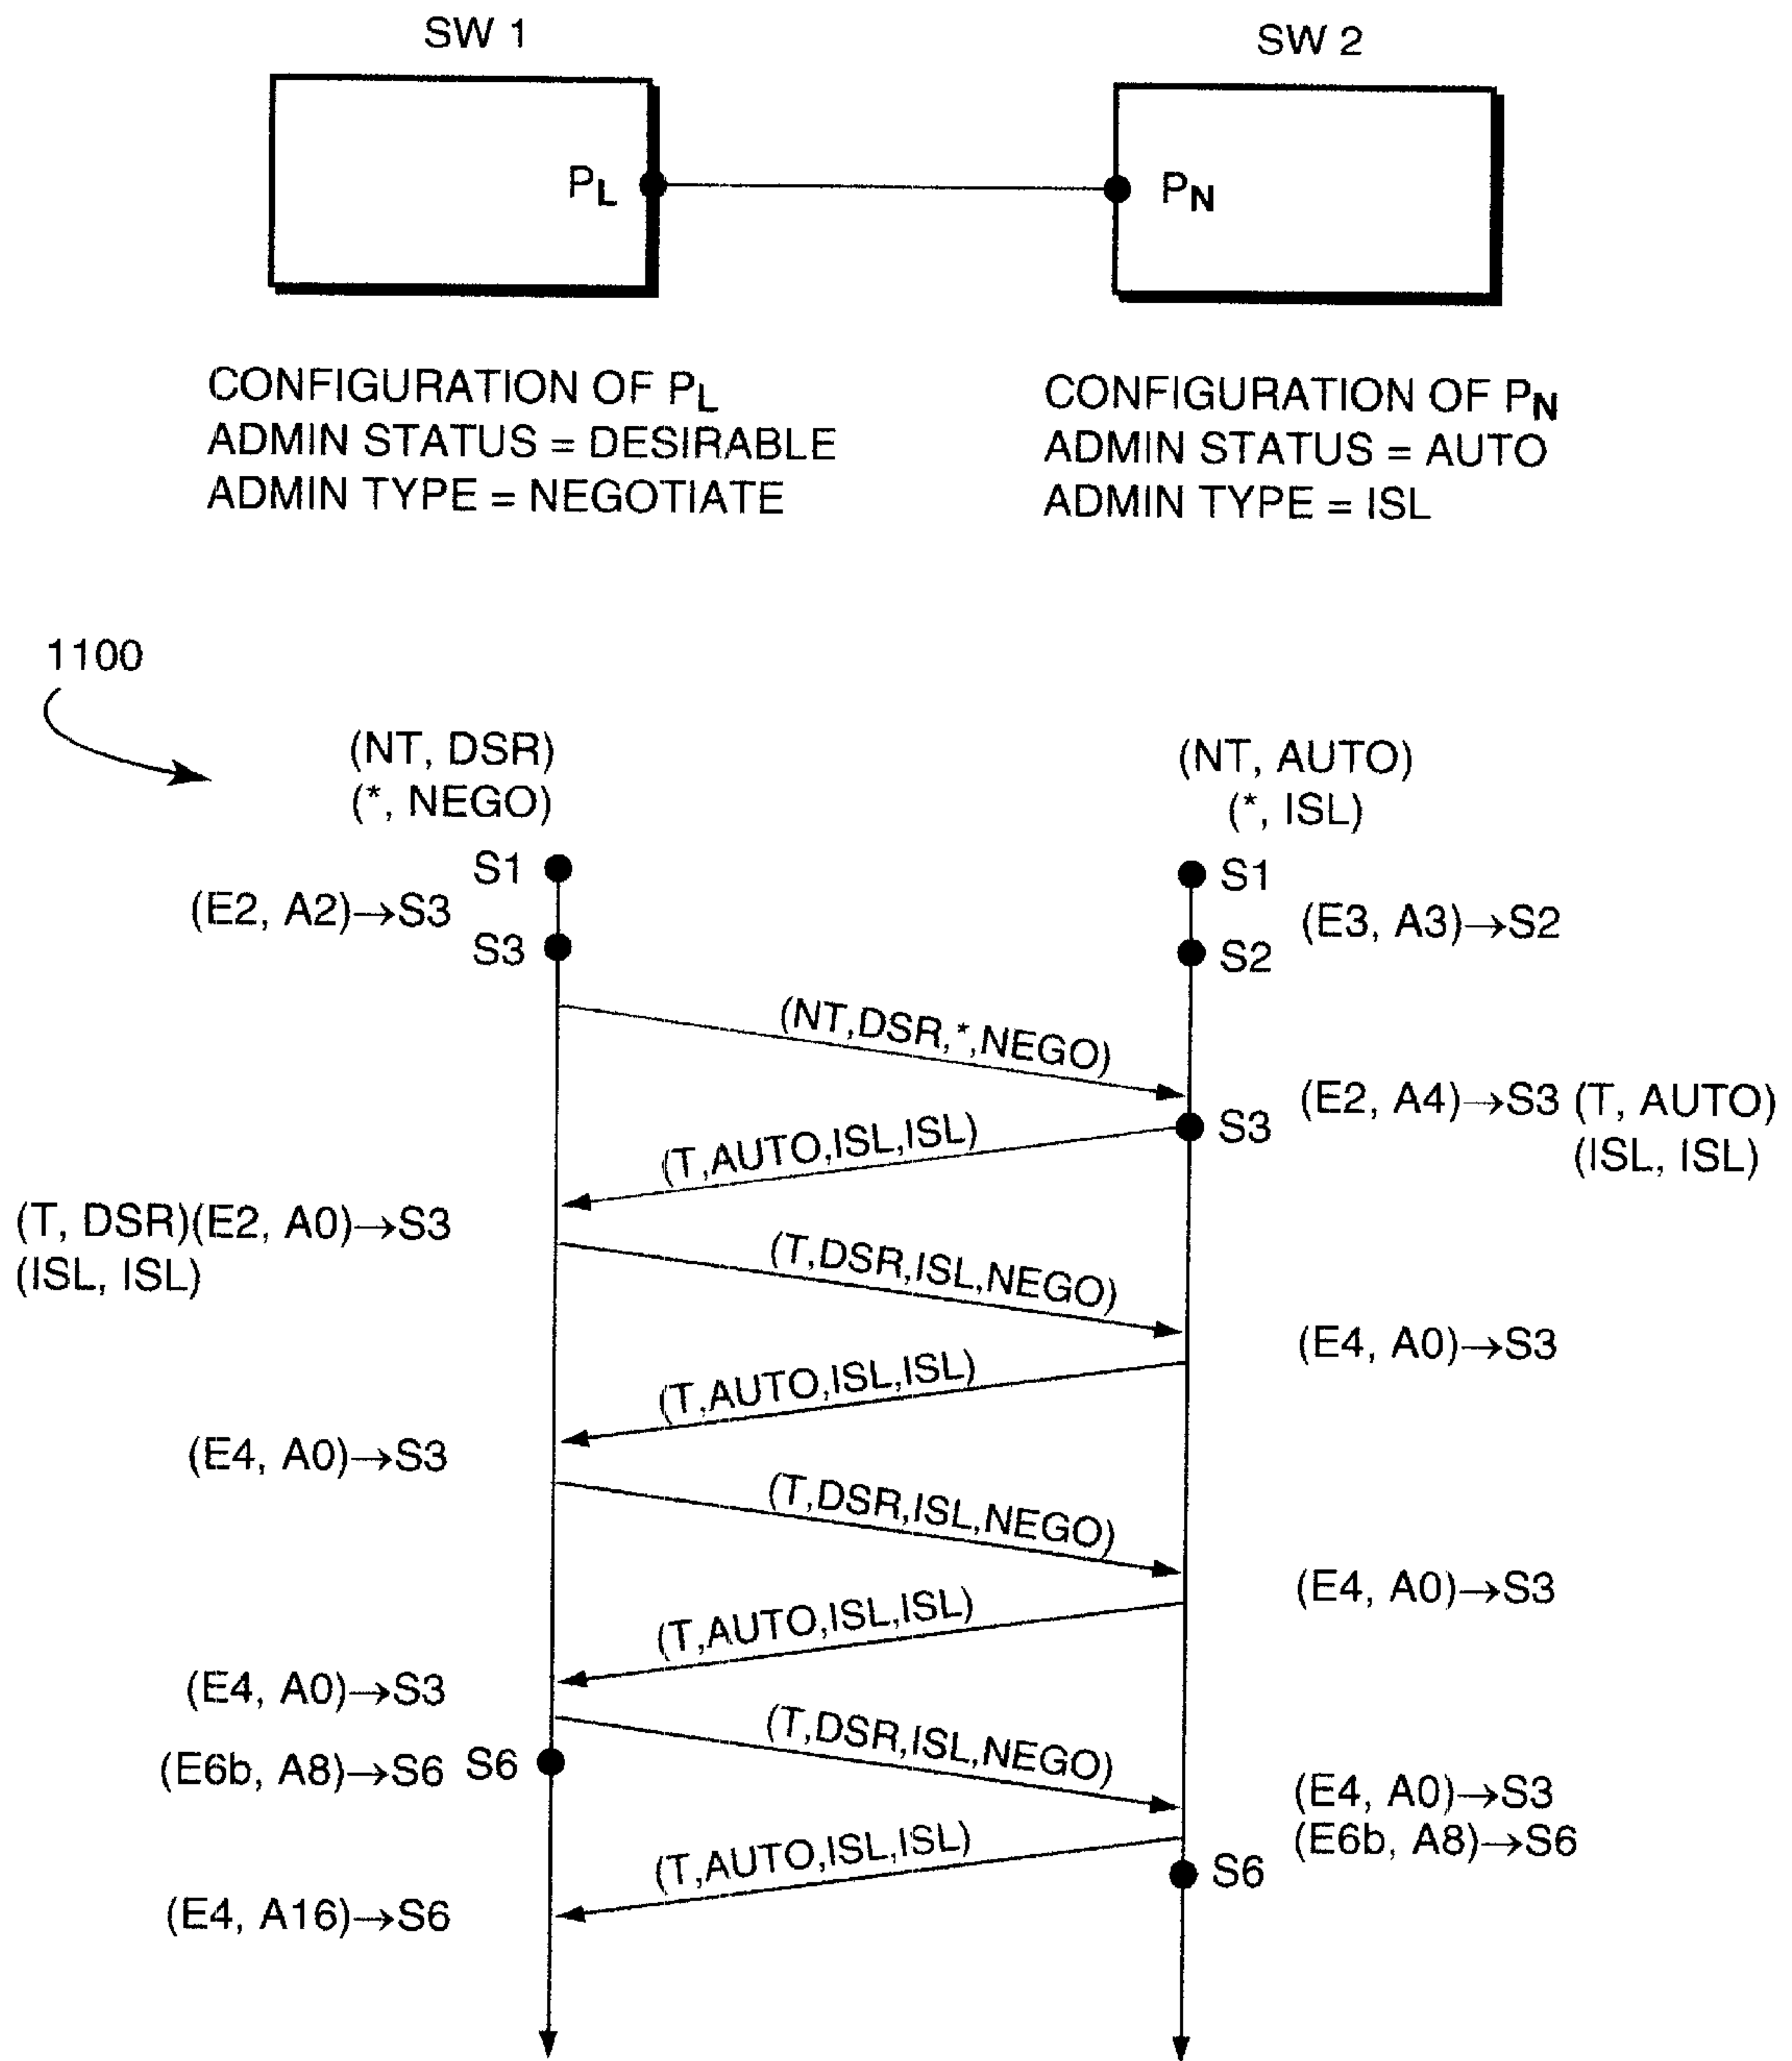 SW 1
SW 2
PL
PN
CONFIGURATION OF PL
ADMIN STATUS = DESIRABLE
ADMIN TYPE = NEGOTIATE
CONFIGURATION OF PN
ADMIN STATUS = AUTO
ADMIN TYPE = ISL
1100
(NT, DSR)
(*, NEGO)
(NT, AUTO)
(*, ISL)
S1
S1
(E2, A2)→S3
(E3, A3)→S2
S3
S2
(NT,DSR,*,NEGO)
(E2, A4)→S3 (T, AUTO)
S3
(ISL, ISL)
(T,AUTO,ISL,ISL)
(T, DSR)(E2, A0)→S3
(ISL, ISL)
(T,DSR,ISL,NEGO)
(E4, A0)→S3
(T,AUTO,ISL,ISL)
(E4, A0)→S3
(T,DSR,ISL,NEGO)
(E4, A0)→S3
(T,AUTO,ISL,ISL)
(E4, A0)→S3
(T,DSR,ISL,NEGO)
(E6b, A8)→S6 S6
(E4, A0)→S3
(E6b, A8)→S6
(T,AUTO,ISL,ISL)
S6
(E4, A16)→S6